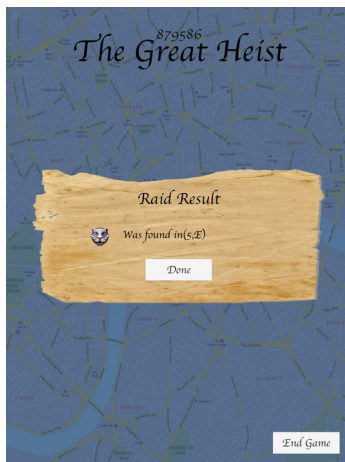 879586
The Great Heist
Raid Result
Was found in(5,E)
Done
End Game